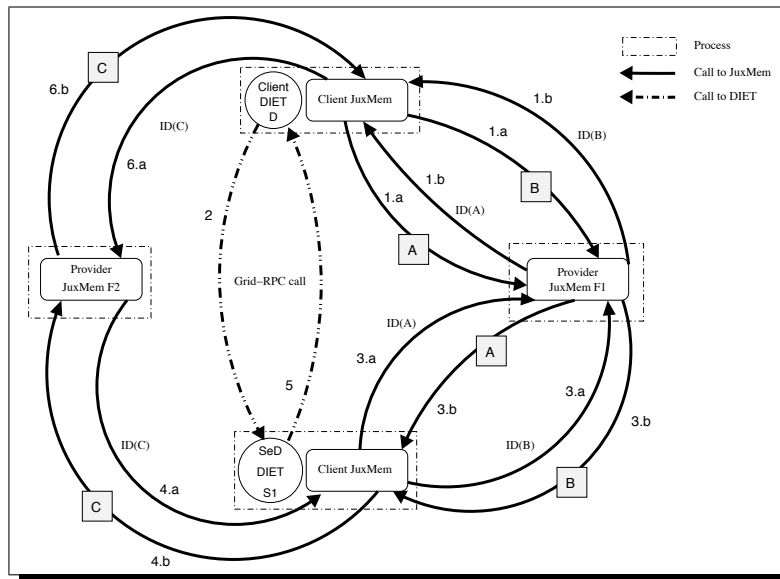 C
6.b
ID(C)
6.a
Client
DIET
D
Client JuxMem
Process
Call to JuxMem
Call to DIET
1.b
ID(B)
1.a
B
1.b
1.a
ID(A)
A
2
Grid–RPC call
5
Provider
JuxMem F2
Provider
JuxMem F1
ID(A)
3.a
A
3.b
3.a
3.b
ID(B)
B
SeD
DIET
S1
Client JuxMem
ID(C)
4.a
C
4.b